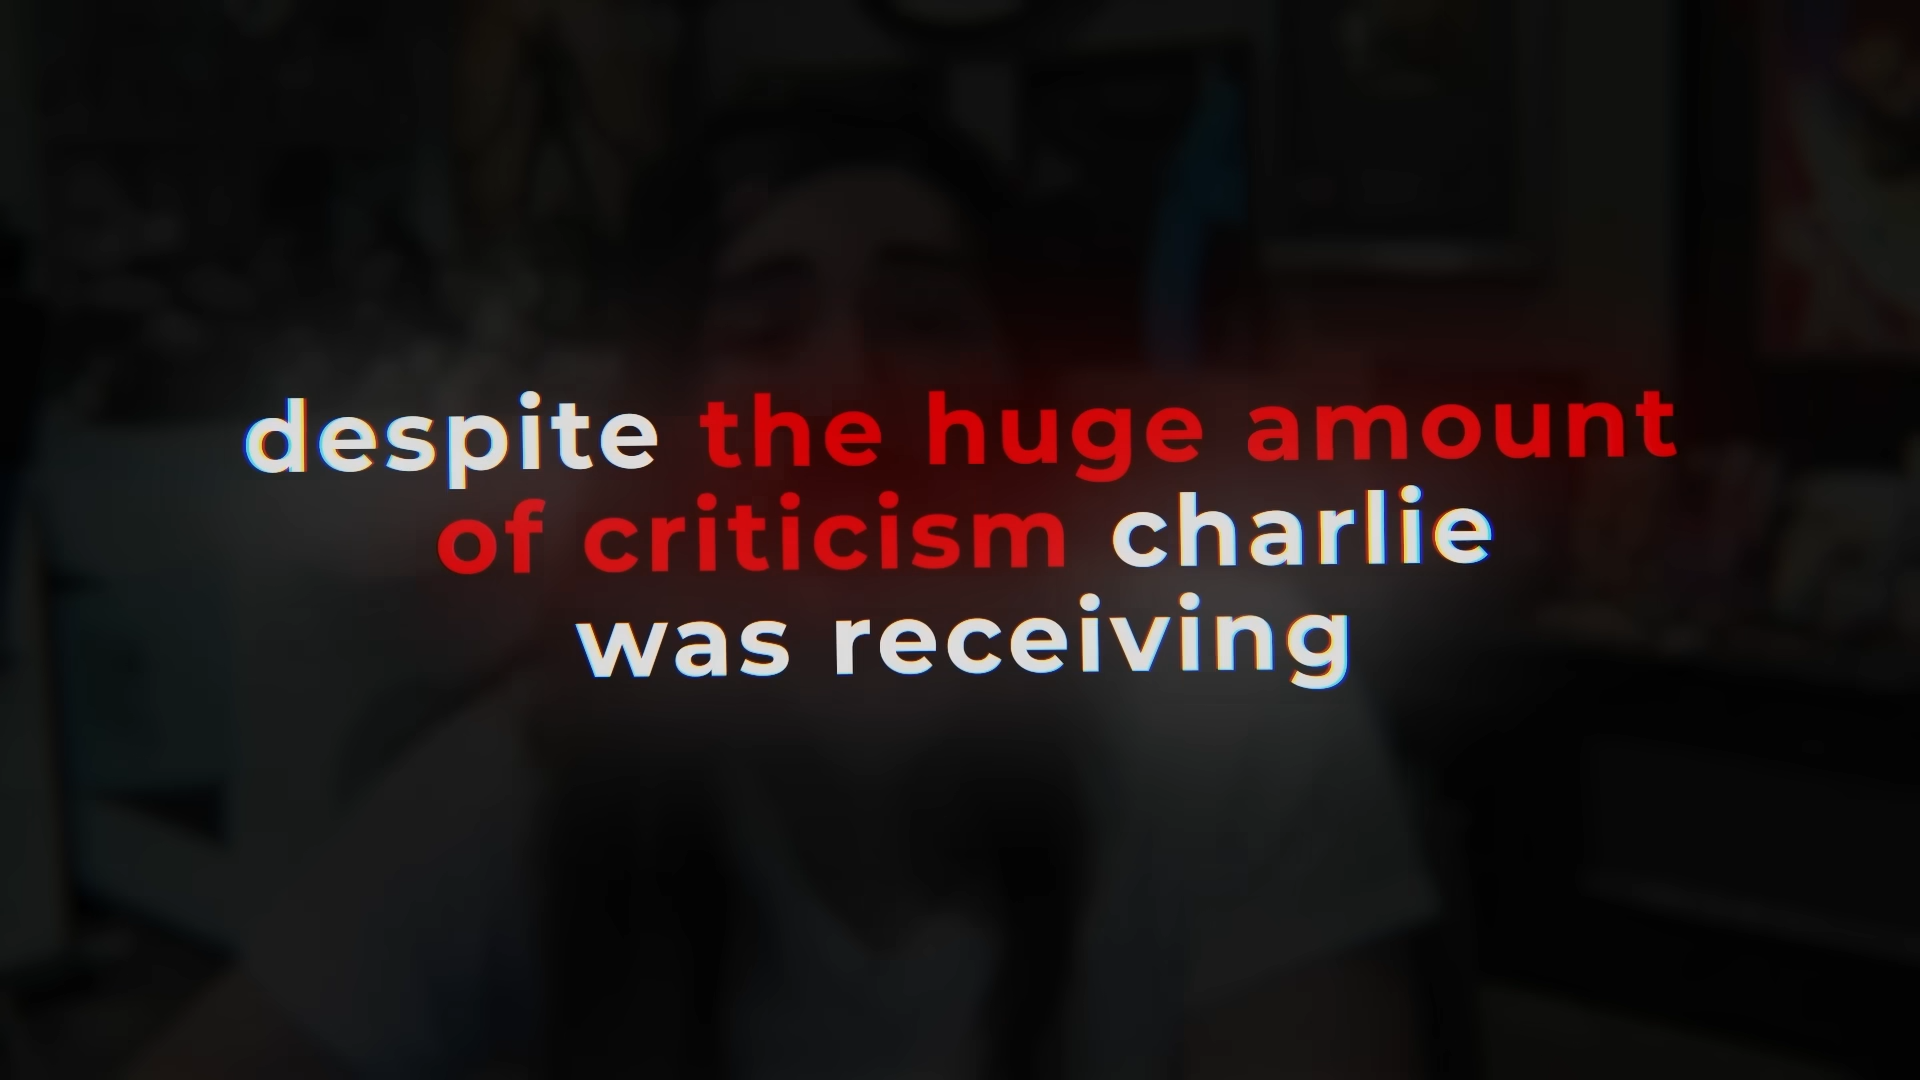 despite the huge amount
of criticism charlie
was receiving